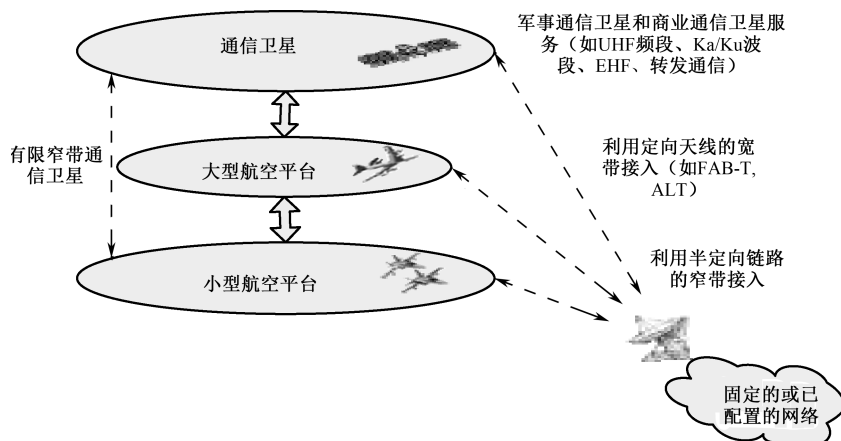 通信卫星
军事通信卫星和商业通信卫星服
务（如UHF频段、Ka/Ku波
段、EHF、转发通信）
有限窄带通
信卫星
大型航空平台
利用定向天线的宽
带接入（如FAB-T,
ALT）
小型航空平台
利用半定向链路
的窄带接入
固定的或已
配置的网络